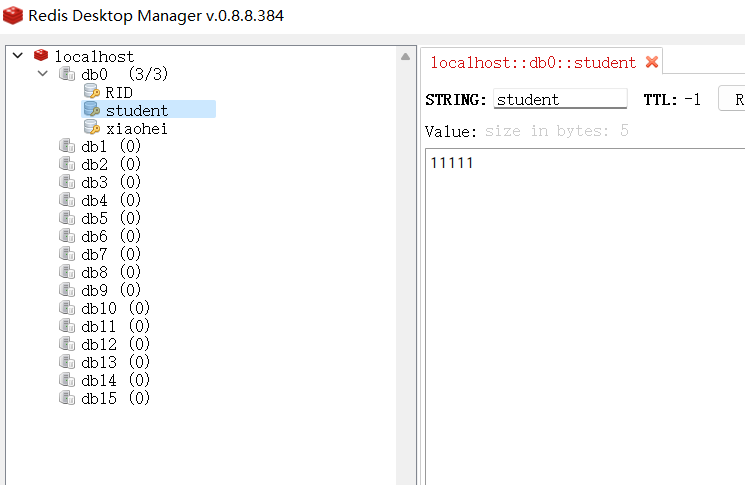 Redis Desktop Manager v.0.8.8.384
localhost
db0 (3/3)
RID
student
xiaohei
db1 (0)
db2 (0)
db3 (0)
db4 (0)
db5 (0)
db6 (0)
db7 (0)
db8 (0)
db9 (0)
db10 (0)
db11 (0)
db12 (0)
db13 (0)
db14 (0)
db15 (0)
localhost::db0::student
STRING: student TTL: -1 R
Value: size in bytes: 5
11111